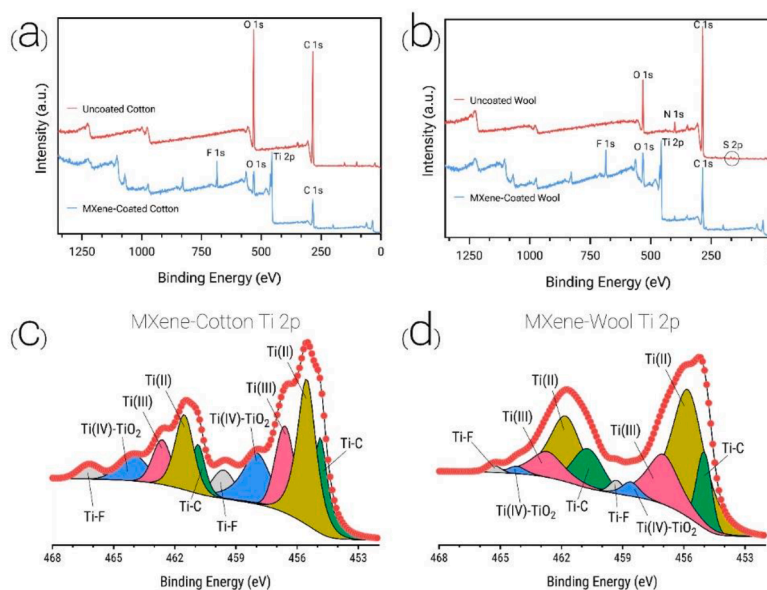 (a)
O 1s
C 1s
Intensity (a.u.)
Uncoated Cotton
F 1s
O 1s
Ti 2p
C 1s
MXene-Coated Cotton
1250 1000 750 500 250 0
Binding Energy (eV)
(b)
C 1s
O 1s
Intensity (a.u.)
N 1s
Uncoated Wool
S 2p
F 1s
O 1s
Ti 2p
C 1s
MXene-Coated Wool
1250 1000 750 500 250
Binding Energy (eV)
(c)
MXene-Cotton Ti 2p
Ti(II)
Ti(III)
Ti(II)
Ti(III)
Ti(IV)-TiO2
Ti(IV)-TiO2
Ti-C
Ti-F
Ti-C
Ti-F
468 465 462 459 456 453
Binding Energy (eV)
(d)
MXene-Wool Ti 2p
Ti(II)
Ti(II)
Ti(III)
Ti(III)
Ti-C
Ti-F
Ti(IV)-TiO2
Ti-C
Ti-F
Ti(IV)-TiO2
468 465 462 459 456 453
Binding Energy (eV)